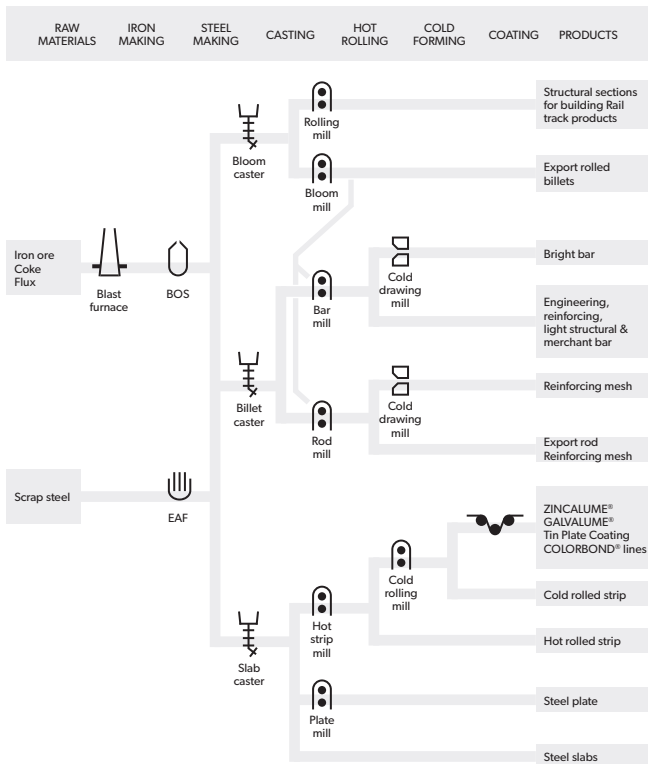 RAW
MATERIALS
IRON
MAKING
STEEL
MAKING
CASTING
HOT
ROLLING
COLD
FORMING
COATING
PRODUCTS
Structural sections
for building Rail
track products
Rolling
mill
Bloom
caster
Export rolled
billets
Bloom
mill
Iron ore
Coke
Flux
Blast
furnace
BOS
Bright bar
Cold
drawing
mill
Bar
mill
Engineering,
reinforcing,
light structural &
merchant bar
Billet
caster
Reinforcing mesh
Cold
drawing
mill
Rod
mill
Export rod
Reinforcing mesh
Scrap steel
EAF
ZINCALUME®
GALVALUME®
Tin Plate Coating
COLORBOND® lines
Cold
rolling
mill
Cold rolled strip
Hot
strip
mill
Hot rolled strip
Slab
caster
Steel plate
Plate
mill
Steel slabs